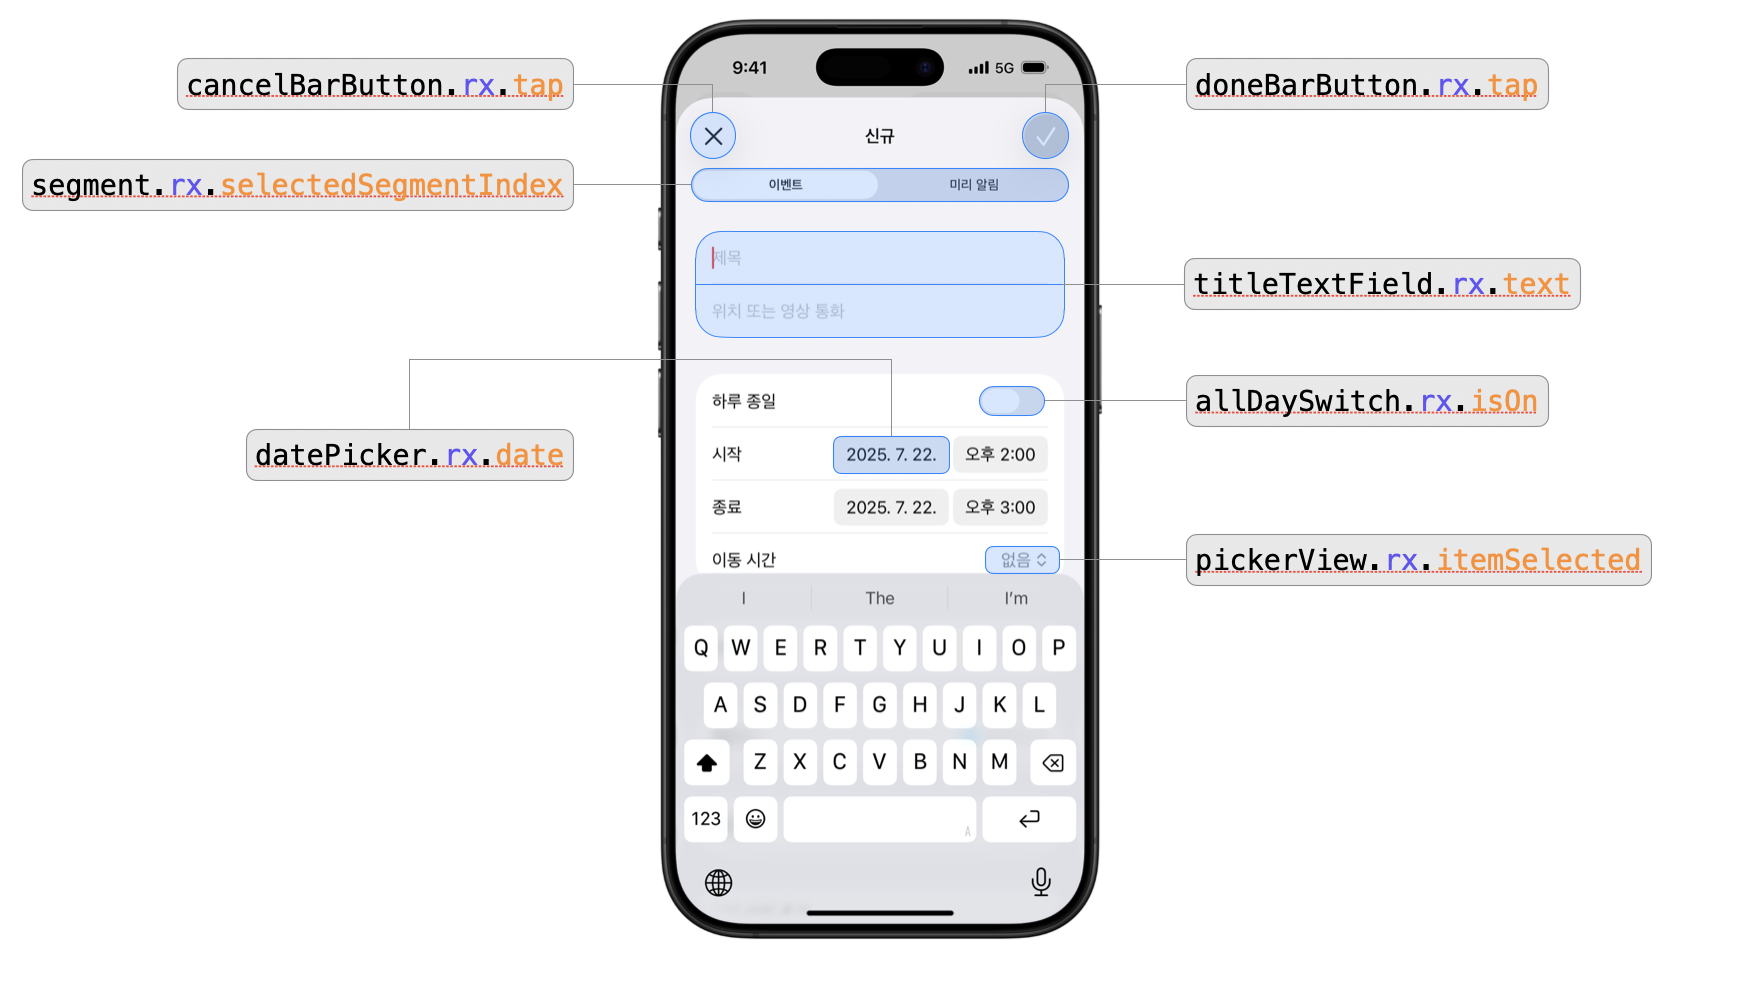 9:41
5G
cancelBarButton.rx.tap
doneBarButton.rx.tap
신규
segment.rx.selectedSegmentIndex
이벤트
미리 알림
제목
titleTextField.rx.text
위치 또는 영상 통화
하루 종일
allDaySwitch.rx.isOn
datePicker.rx.date
시작
2025. 7. 22.
오후 2:00
종료
2025. 7. 22.
오후 3:00
이동 시간
없음
pickerView.rx.itemSelected
I
The
I'm
Q W E R T Y U I O P
A S D F G H J K L
Z X C V B N M
123
A